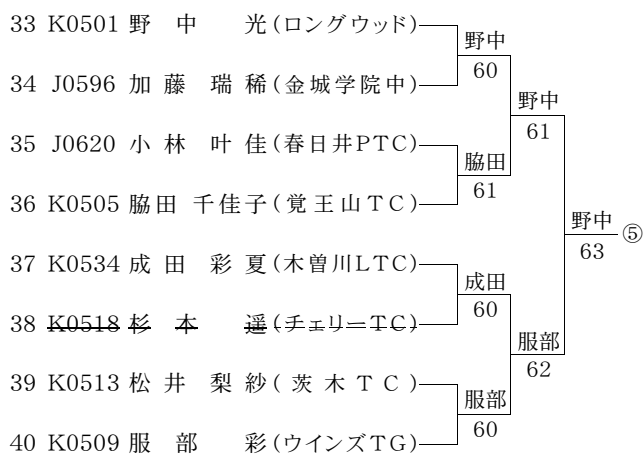 33 K0501 野中 光(ロングウッド)
野中
60
34 J0596 加藤 瑞稀(金城学院中)
野中
61
35 J0620 小林 叶佳(春日井PTC)
脇田
61
36 K0505 脇田 千佳子(覚王山TC)
野中
63
⑤
37 K0534 成田 彩夏(木曽川LTC)
成田
60
38 K0518 杉本 遥(チェリーTC)
服部
62
39 K0513 松井 梨紗(茨木TC)
服部
60
40 K0509 服部 彩(ウインズTG)